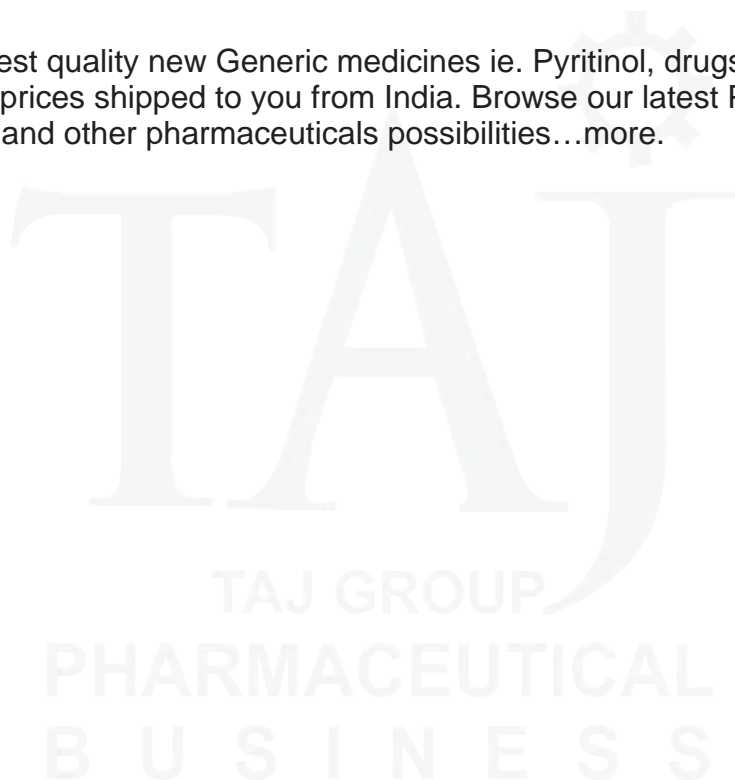 est quality new Generic medicines ie. Pyritinol, drugs
prices shipped to you from India. Browse our latest
and other pharmaceuticals possibilities…more.
TAJ
TAJ GROUP
PHARMACEUTICAL
BUSINESS